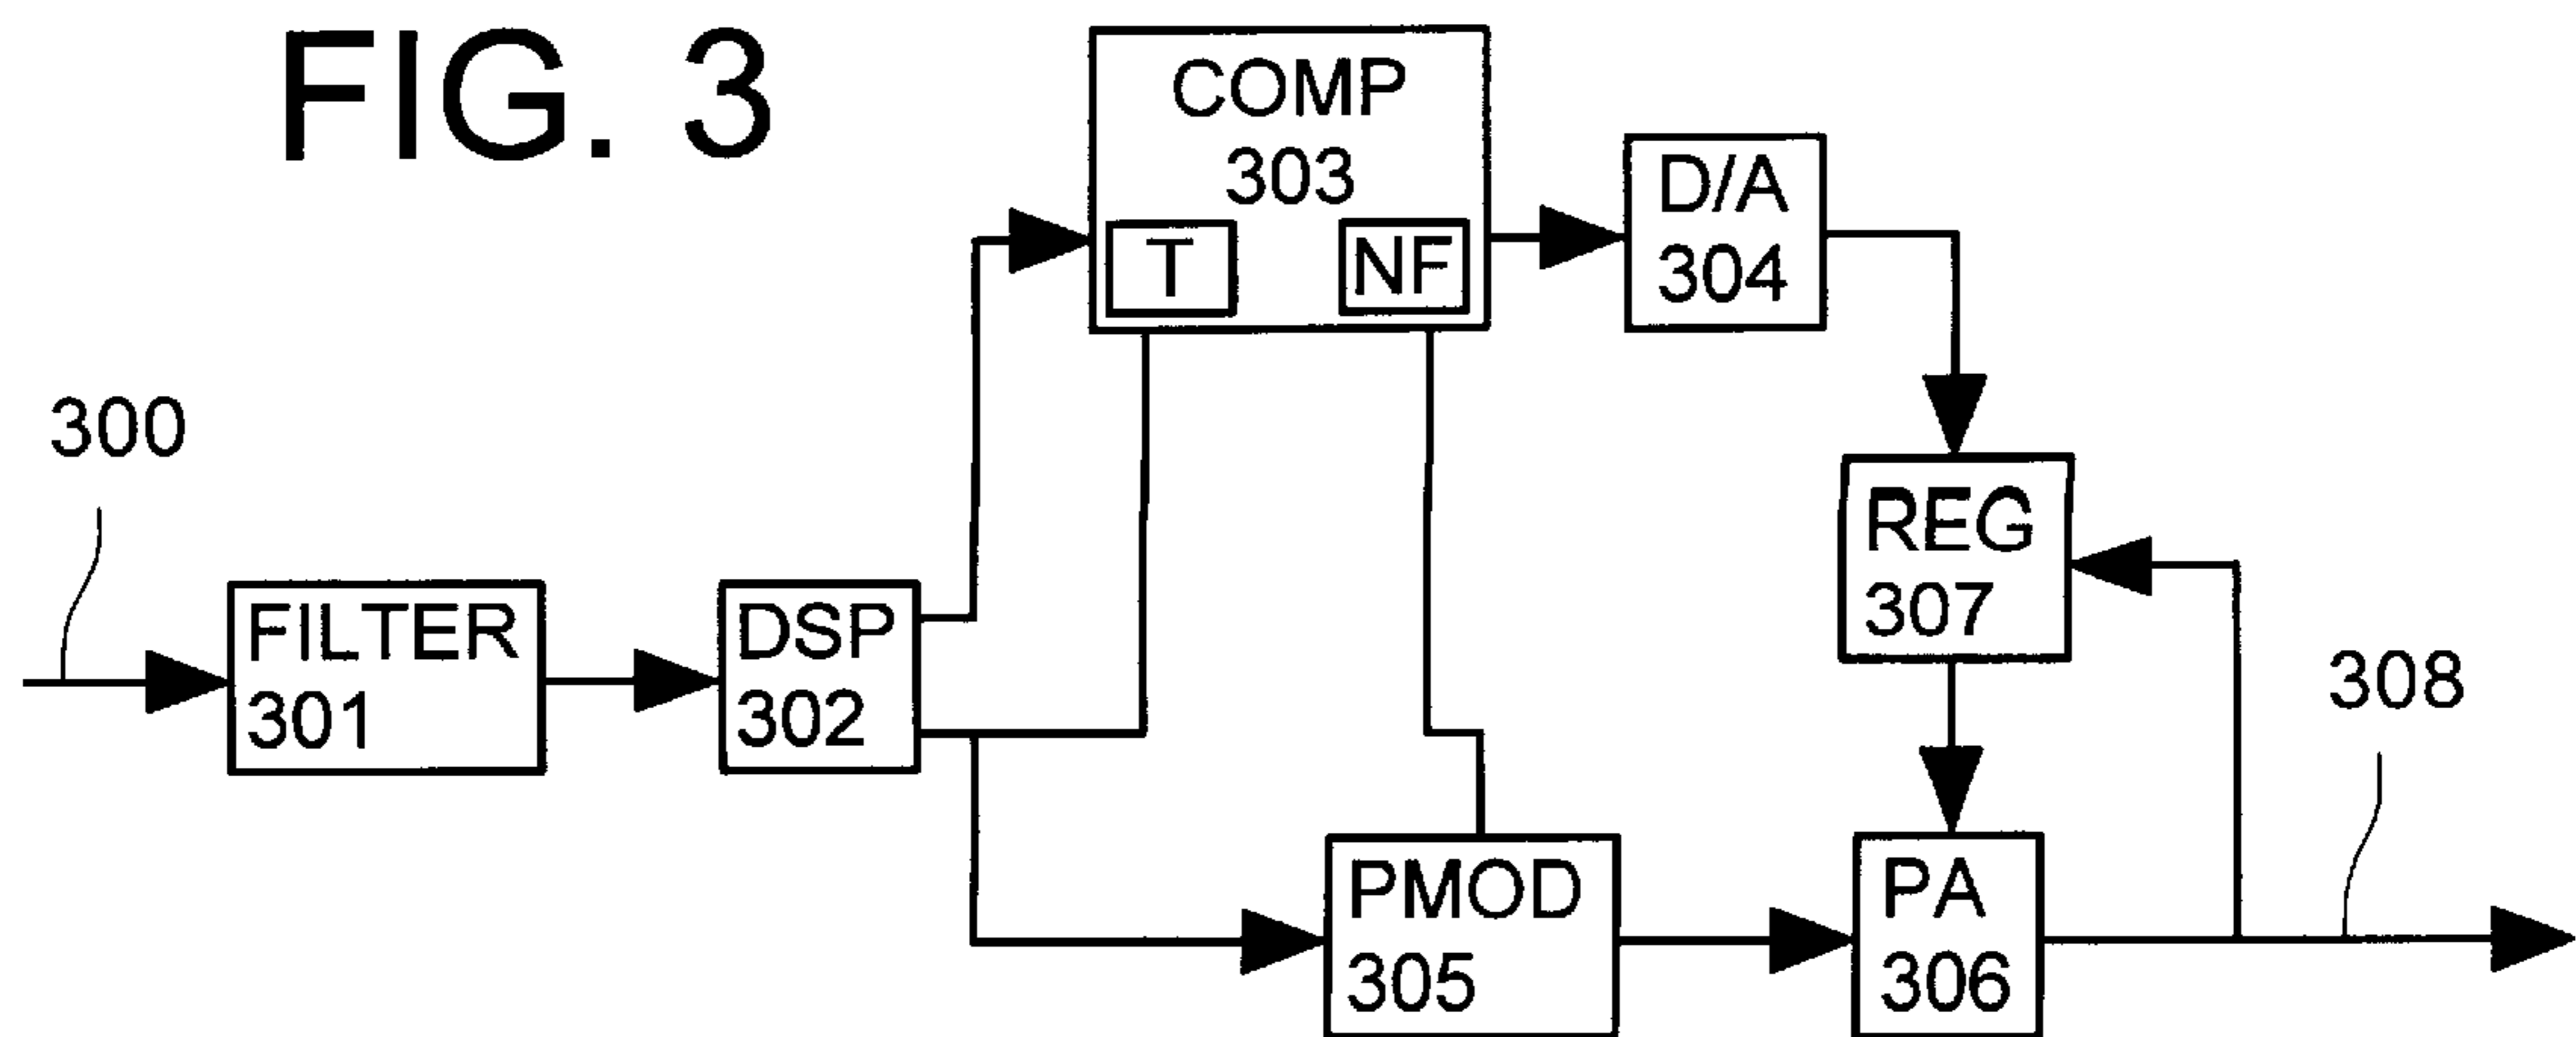 FIG. 3
COMP
303
T
NF
D/A
304
300
REG
307
FILTER
301
DSP
302
308
PMOD
305
PA
306